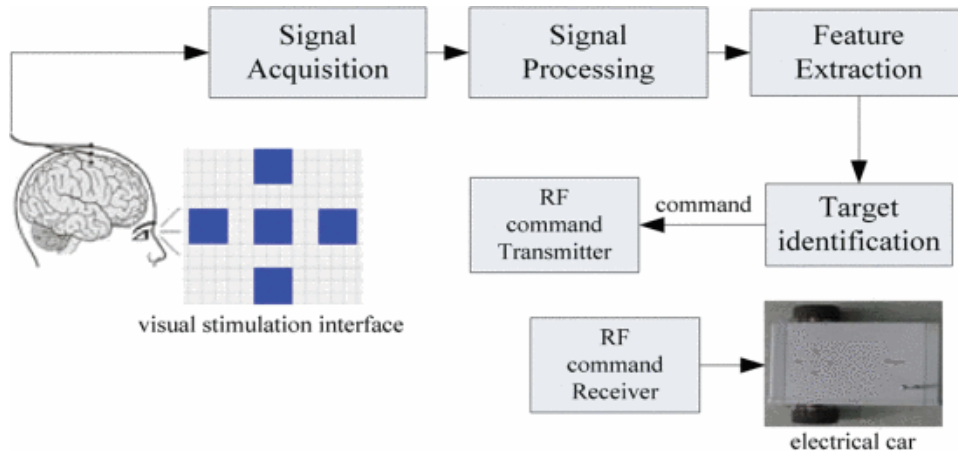 Signal
Acquisition
Signal
Processing
Feature
Extraction
RF
command
Transmitter
command
Target
identification
visual stimulation interface
RF
command
Receiver
electrical car